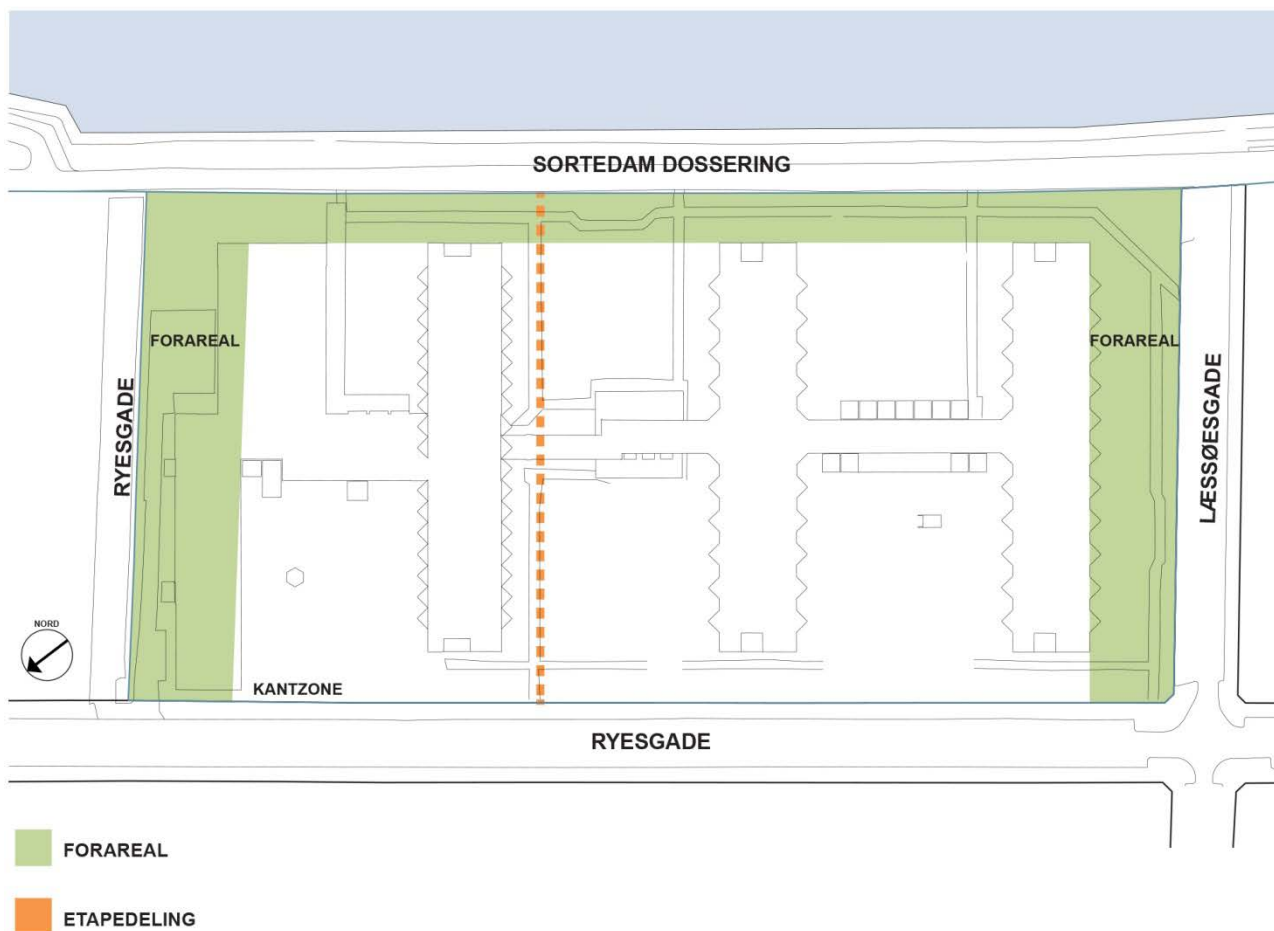 SORTEDAM DOSSERING
FORAREAL
FORAREAL
RYESGADE
LÆSSØESGADE
NORD
KANTZONE
RYESGADE
FORAREAL
ETAPEDELING